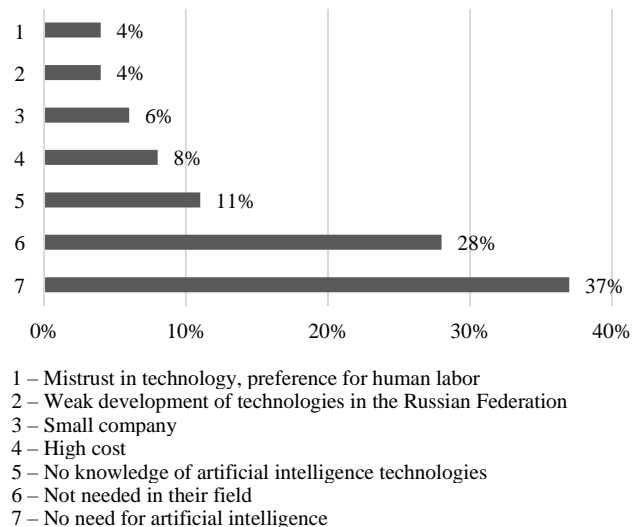 1 4%
2 4%
3 6%
4 8%
5 11%
6 28%
7 37%
0% 10% 20% 30% 40%
1 – Mistrust in technology, preference for human labor
2 – Weak development of technologies in the Russian Federation
3 – Small company
4 – High cost
5 – No knowledge of artificial intelligence technologies
6 – Not needed in their field
7 – No need for artificial intelligence